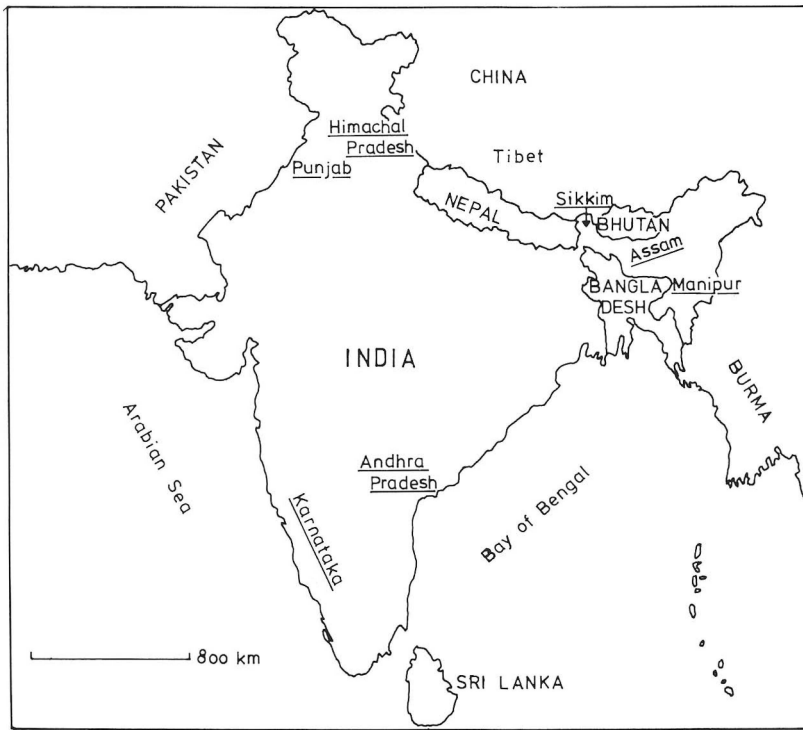 CHINA
Himachal
Pradesh
Tibet
Punjab
PAKISTAN
NEPAL
Sikkim
BHUTAN
Assam
BANGLA
DESH
Manipur
INDIA
BURMA
Arabian Sea
Andhra
Pradesh
Karnataka
Bay of Bengal
800 km
SRI LANKA